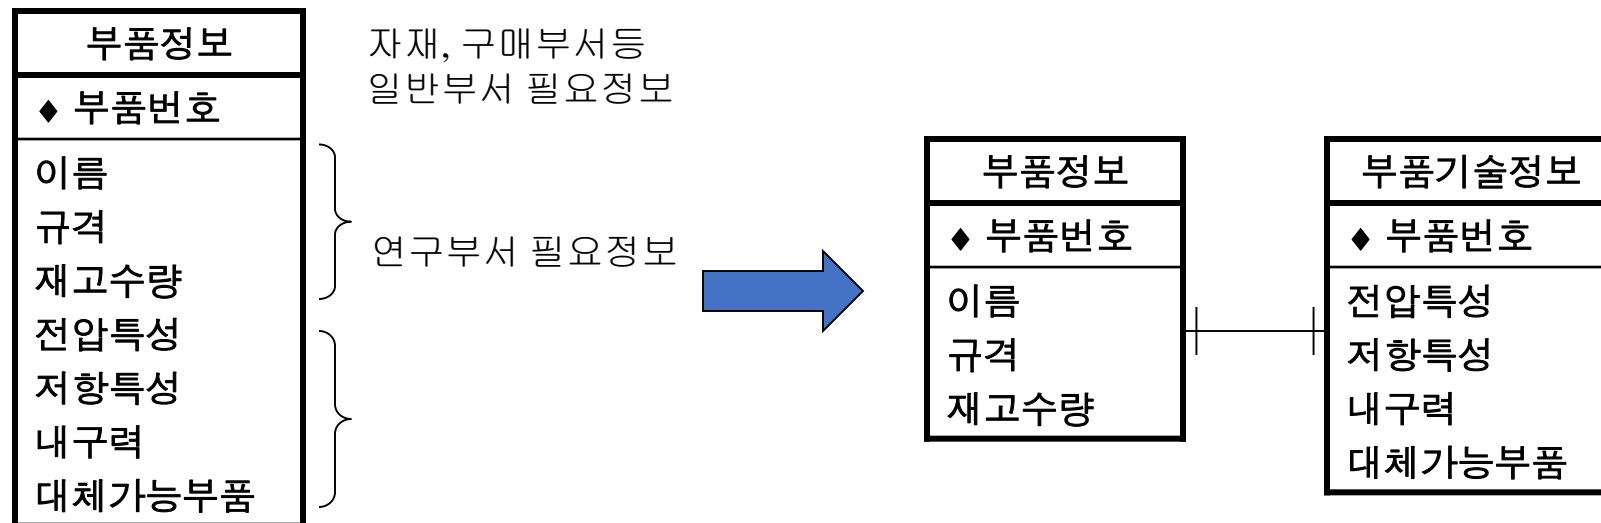 부품정보
♦ 부품번호
이름
규격
재고수량
전압특성
저항특성
내구력
대체가능부품
자재, 구매부서등
일반부서 필요정보
연구부서 필요정보
부품정보
♦ 부품번호
이름
규격
재고수량
부품기술정보
♦ 부품번호
전압특성
저항특성
내구력
대체가능부품